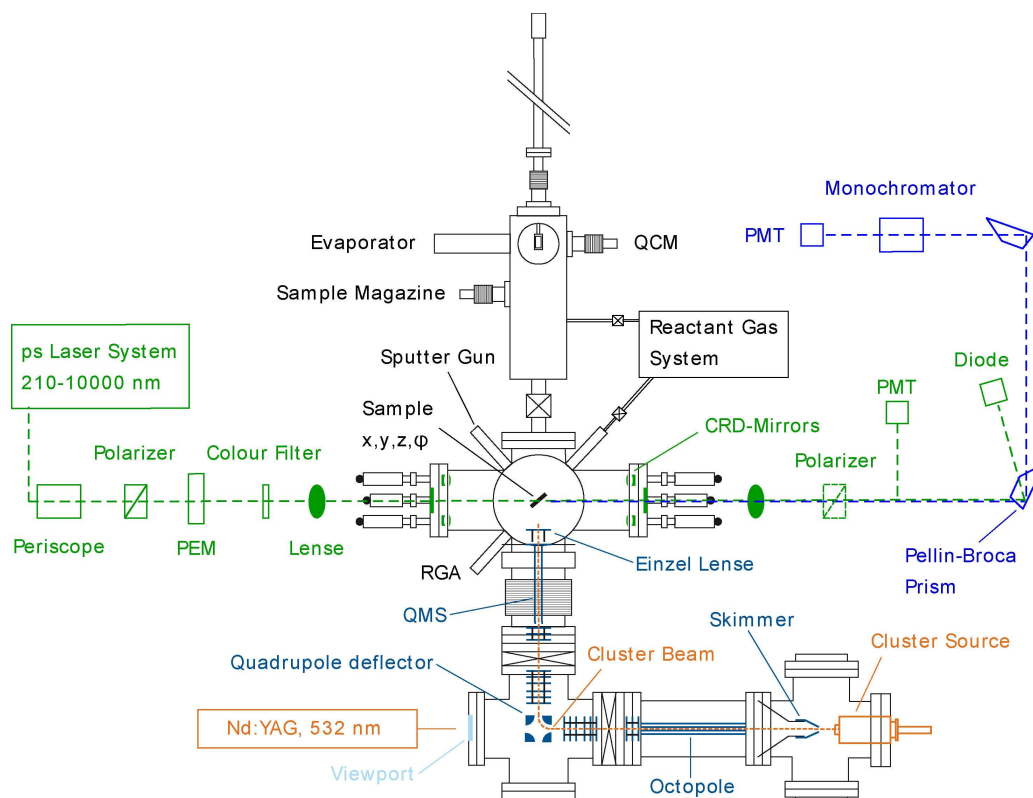 Monochromator
Evaporator
QCM
PMT
Sample Magazine
ps Laser System
210-10000 nm
Sputter Gun
Reactant Gas
System
Diode
PMT
Sample
x,y,z,φ
CRD-Mirrors
Polarizer
Colour Filter
Polarizer
Periscope
PEM
Lense
RGA
Einzel Lense
Pellin-Broca
Prism
QMS
Skimmer
Quadrupole deflector
Cluster Beam
Cluster Source
Nd:YAG, 532 nm
Viewport
Octopole